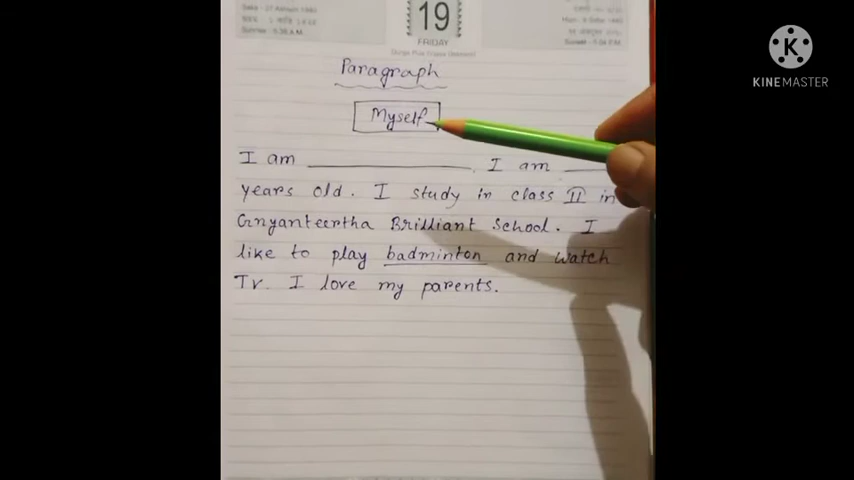 19
FRIDAY
KINEMASTER
Paragraph
Myself
I am ____________. I am ____
years old. I study in class II in
Gnyanteertha Brilliant School. I
like to play badminton and watch
Tv. I love my parents.